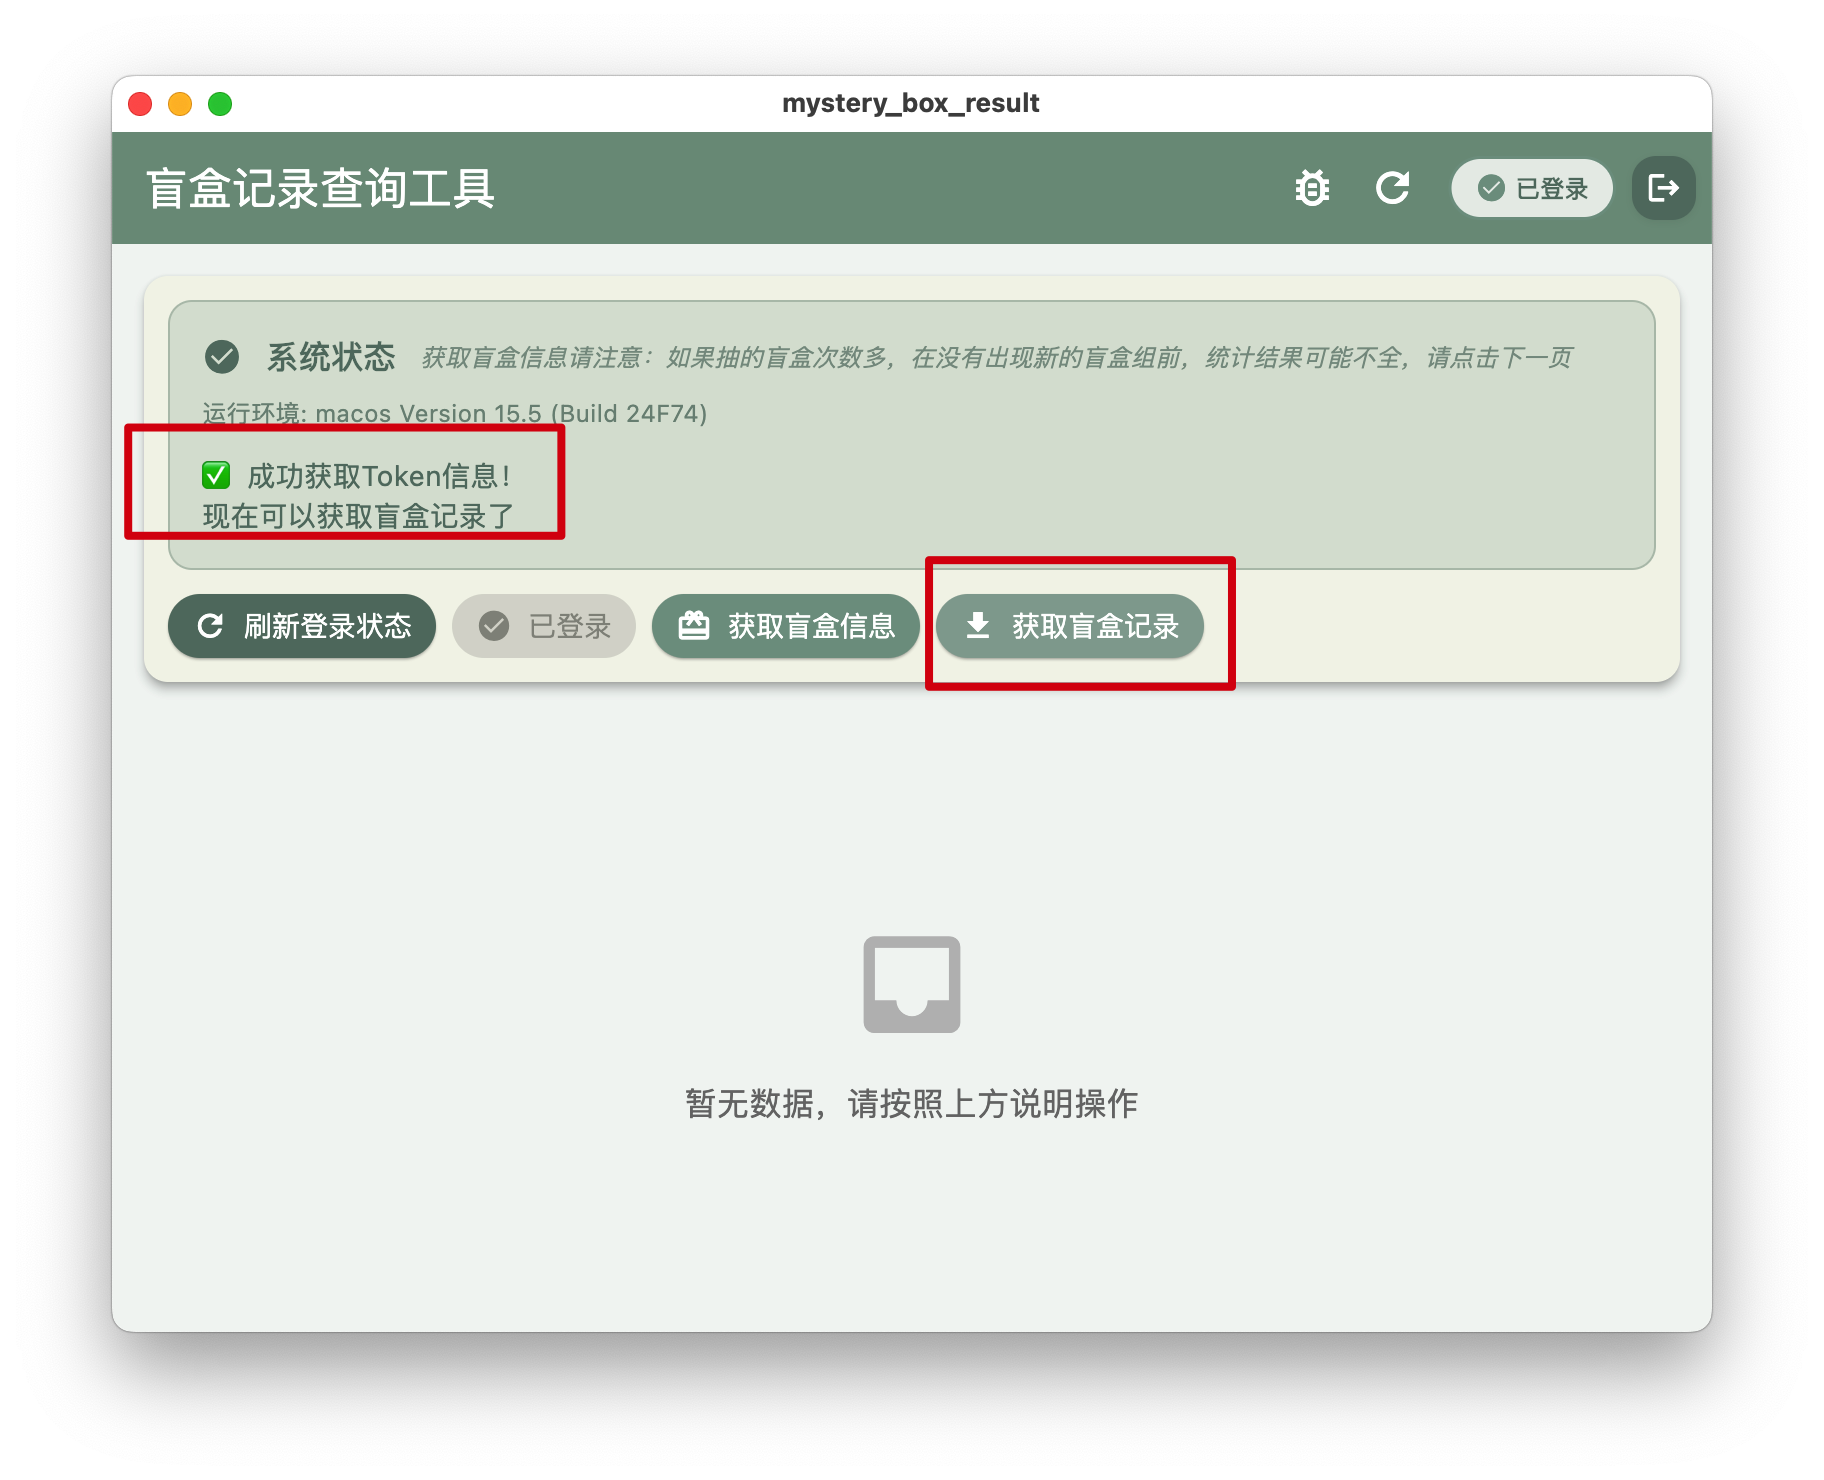 mystery_box_result
盲盒记录查询工具
已登录
系统状态 获取盲盒信息请注意：如果抽的盲盒次数多，在没有出现新的盲盒组前，统计结果可能不全，请点击下一页
运行环境: macos Version 15.5 (Build 24F74)
✅ 成功获取Token信息！
现在可以获取盲盒记录了
刷新登录状态
已登录
获取盲盒信息
获取盲盒记录
暂无数据，请按照上方说明操作